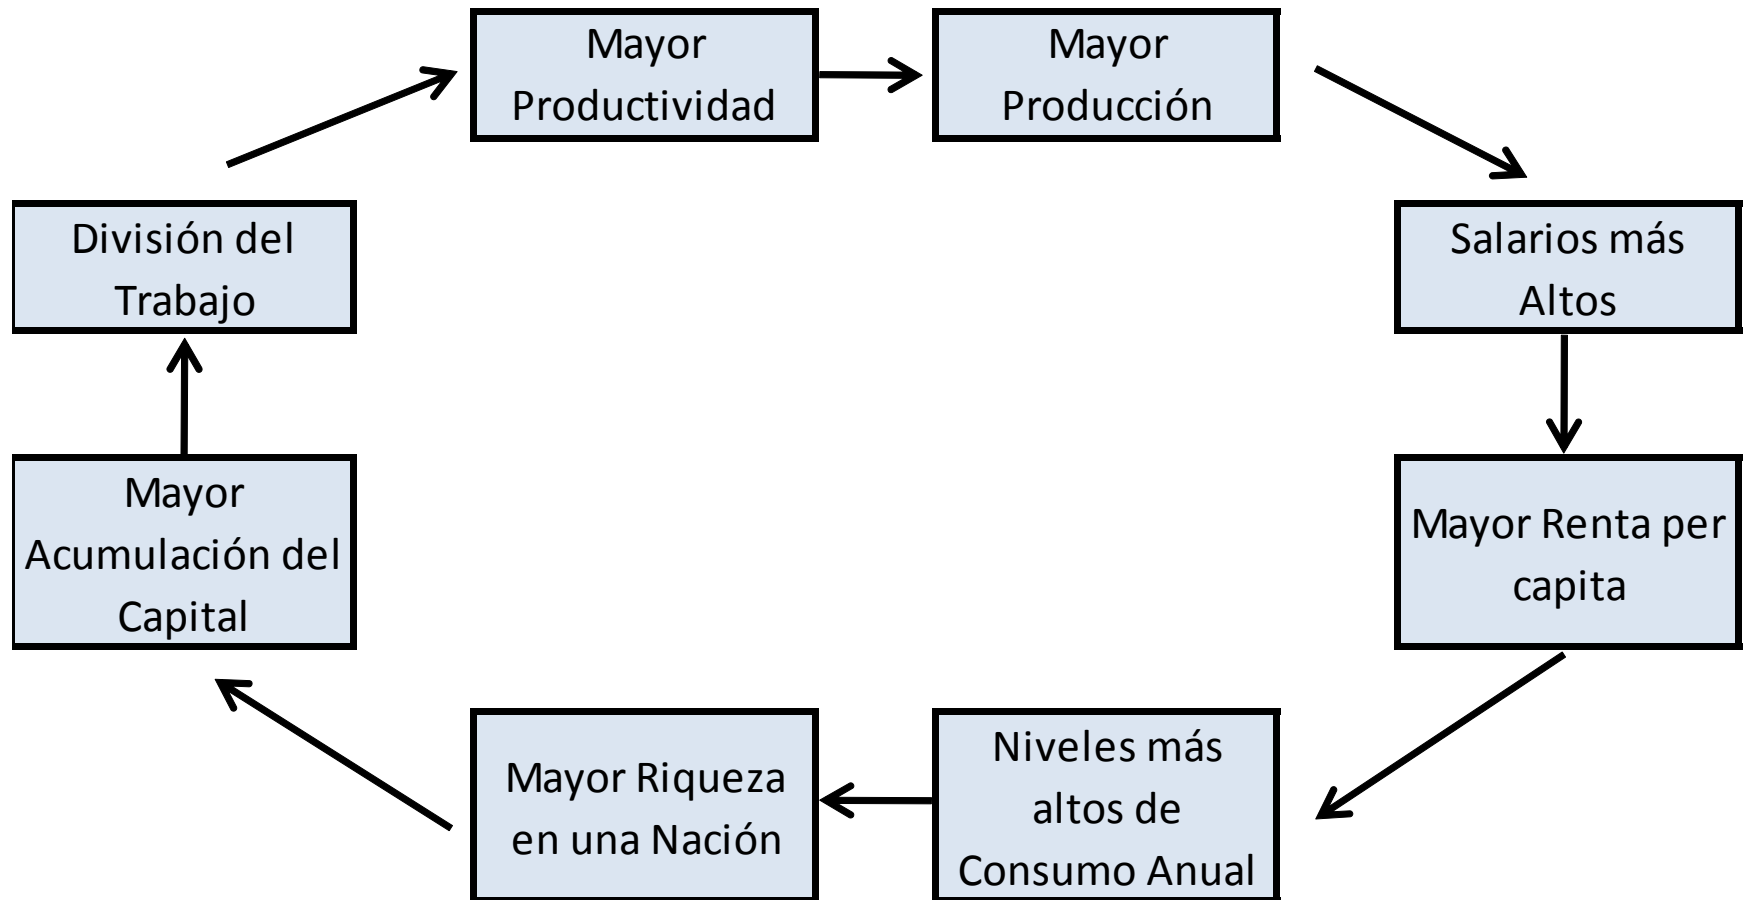 Mayor
Productividad
Mayor
Producción
División del
Trabajo
Salarios más
Altos
Mayor
Acumulación del
Capital
Mayor Renta per
capita
Mayor Riqueza
en una Nación
Niveles más
altos de
Consumo Anual